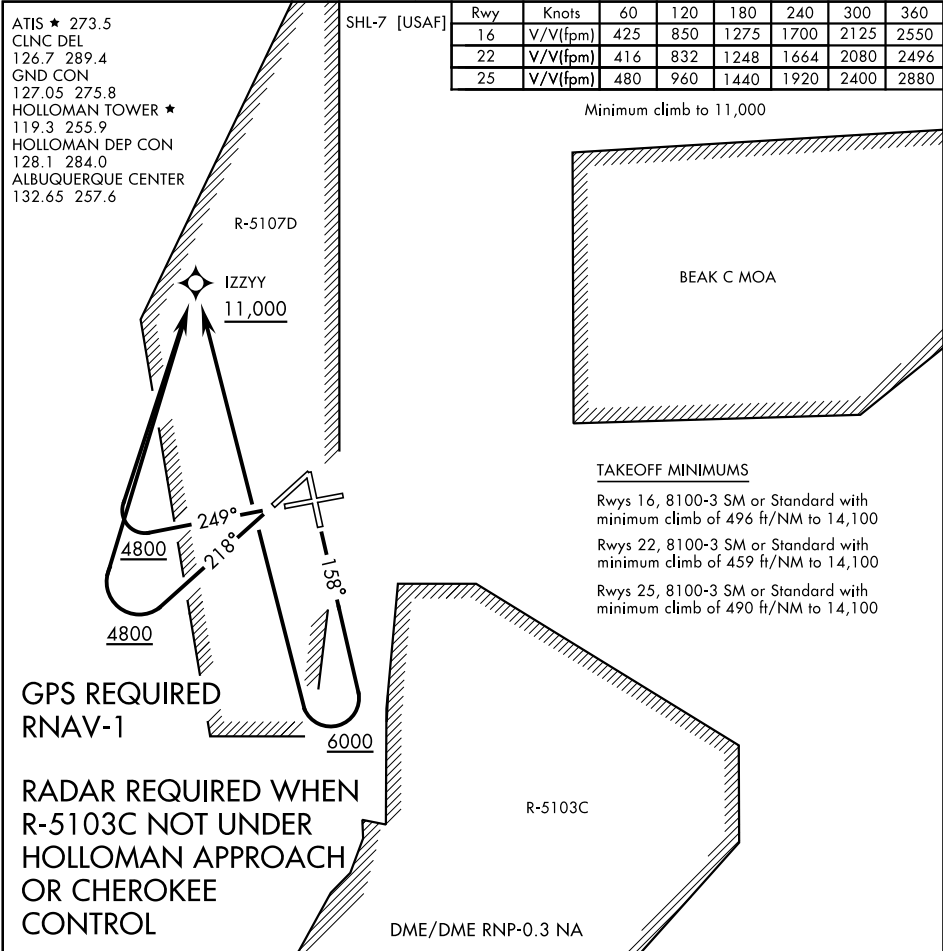 ATIS ★ 273.5
CLNC DEL
126.7 289.4
GND CON
127.05 275.8
HOLLOMAN TOWER ★
119.3 255.9
HOLLOMAN DEP CON
128.1 284.0
ALBUQUERQUE CENTER
132.65 257.6
SHL-7 [USAF]
Rwy Knots 60 120 180 240 300 360
16 V/V(fpm) 425 850 1275 1700 2125 2550
22 V/V(fpm) 416 832 1248 1664 2080 2496
25 V/V(fpm) 480 960 1440 1920 2400 2880
Minimum climb to 11,000
R-5107D
IZZYY
11,000
BEAK C MOA
249°
4800
218°
4800
158°
6000
TAKEOFF MINIMUMS
Rwys 16, 8100-3 SM or Standard with
minimum climb of 496 ft/NM to 14,100
Rwys 22, 8100-3 SM or Standard with
minimum climb of 459 ft/NM to 14,100
Rwys 25, 8100-3 SM or Standard with
minimum climb of 490 ft/NM to 14,100
GPS REQUIRED
RNAV-1
RADAR REQUIRED WHEN
R-5103C NOT UNDER
HOLLOMAN APPROACH
OR CHEROKEE
CONTROL
R-5103C
DME/DME RNP-0.3 NA